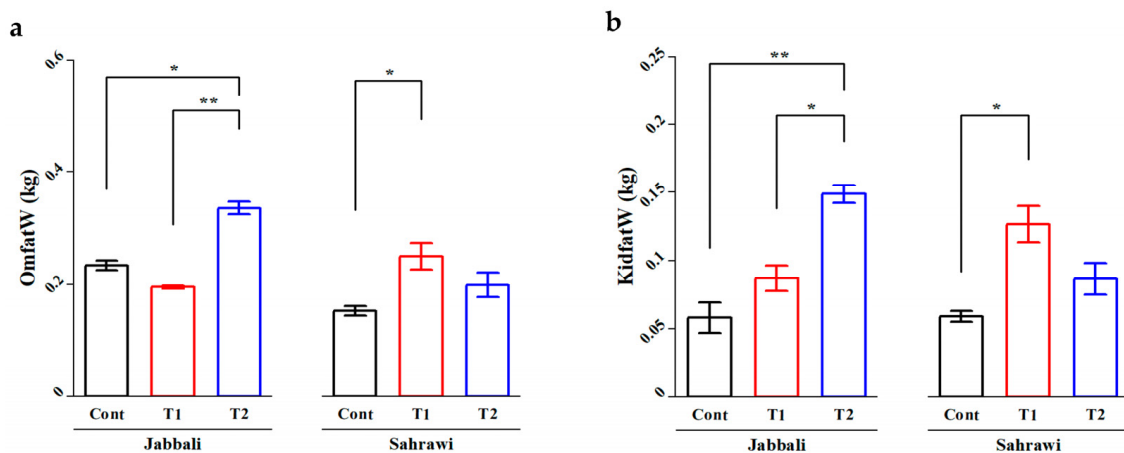 a
OmfatW (kg)
0.6
0.4
0.2
0
*
**
*
Cont T1 T2 Cont T1 T2
Jabbali Sahrawi
b
KidfatW (kg)
0.25
0.2
0.15
0.1
0.05
0
**
*
*
Cont T1 T2 Cont T1 T2
Jabbali Sahrawi